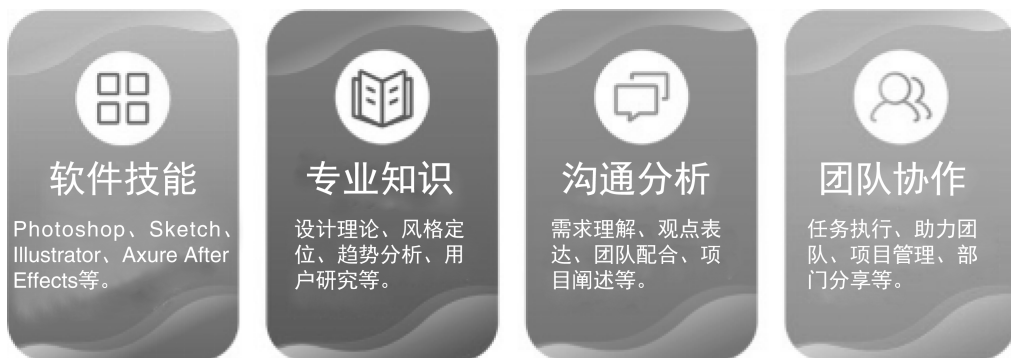 软件技能
Photoshop、Sketch、
Illustrator、Axure After
Effects等。
专业知识
设计理论、风格定
位、趋势分析、用
户研究等。
沟通分析
需求理解、观点表
达、团队配合、项
目阐述等。
团队协作
任务执行、助力团
队、项目管理、部
门分享等。